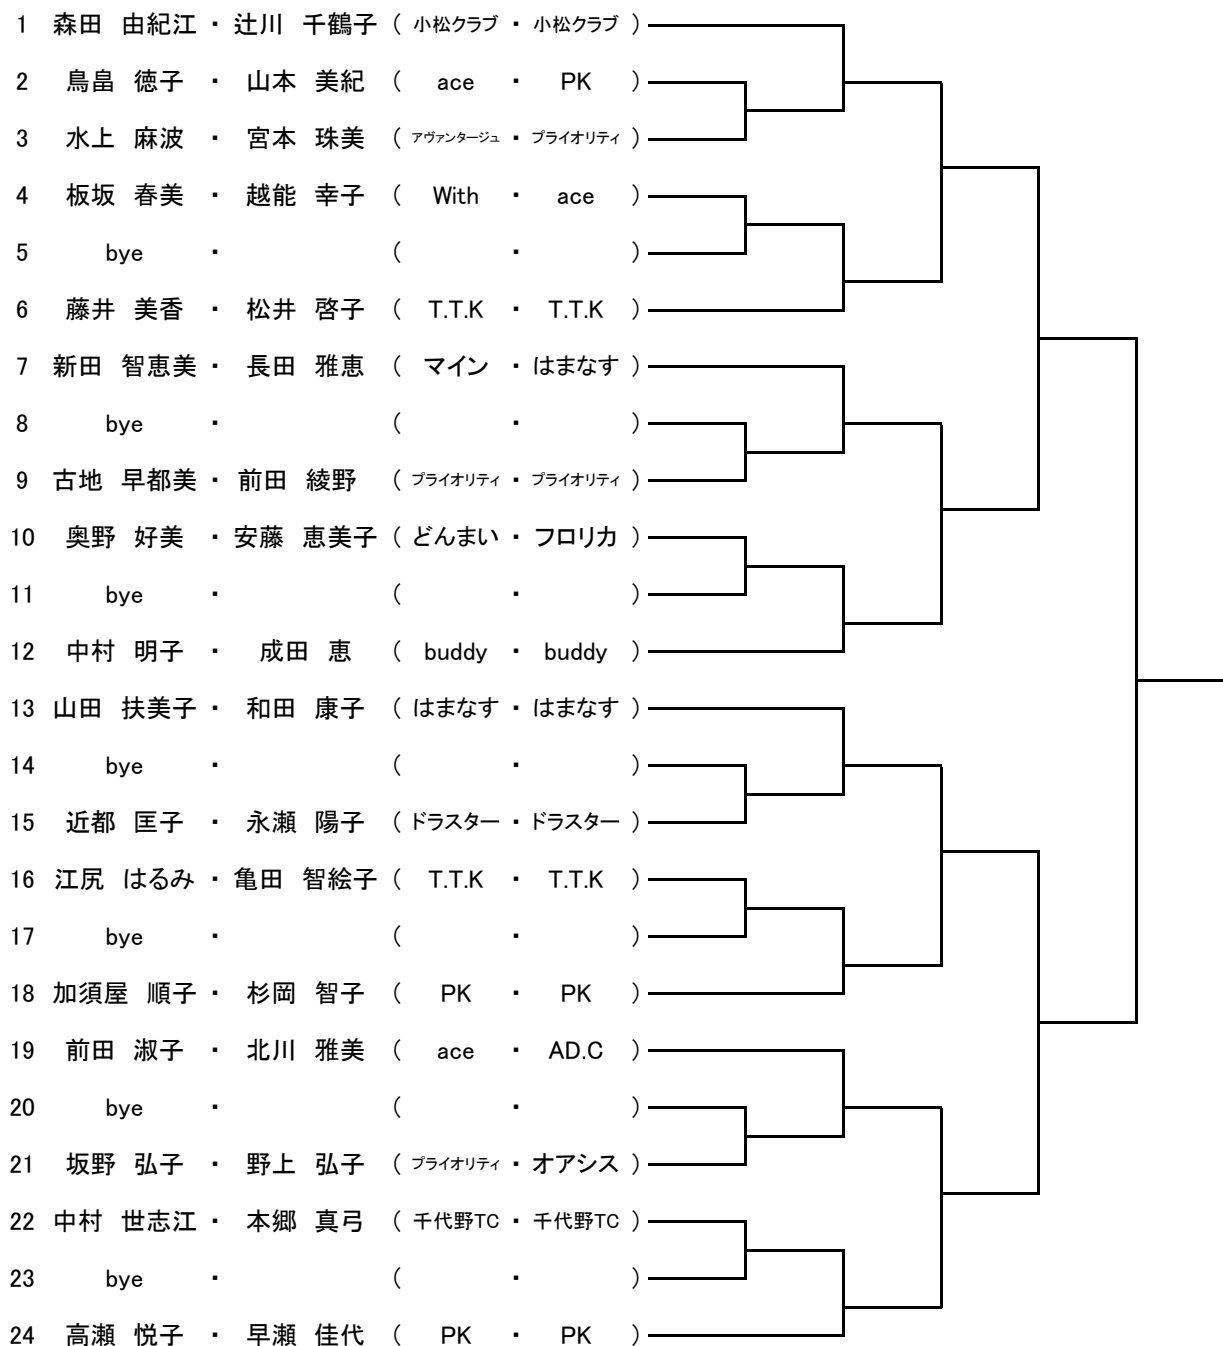 1 森田 由紀江 ・ 辻川 千鶴子 ( 小松クラブ ・ 小松クラブ )
2 鳥畠 徳子 ・ 山本 美紀 ( ace ・ PK )
3 水上 麻波 ・ 宮本 珠美 ( アヴァンタージュ ・ プライオリティ )
4 板坂 春美 ・ 越能 幸子 ( With ・ ace )
5 bye ・ ( ・ )
6 藤井 美香 ・ 松井 啓子 ( T.T.K ・ T.T.K )
7 新田 智恵美 ・ 長田 雅恵 ( マイン ・ はまなす )
8 bye ・ ( ・ )
9 古地 早都美 ・ 前田 綾野 ( プライオリティ ・ プライオリティ )
10 奥野 好美 ・ 安藤 恵美子 ( どんまい ・ フロリカ )
11 bye ・ ( ・ )
12 中村 明子 ・ 成田 恵 ( buddy ・ buddy )
13 山田 扶美子 ・ 和田 康子 ( はまなす ・ はまなす )
14 bye ・ ( ・ )
15 近都 匡子 ・ 永瀬 陽子 ( ドラスター ・ ドラスター )
16 江尻 はるみ ・ 亀田 智絵子 ( T.T.K ・ T.T.K )
17 bye ・ ( ・ )
18 加須屋 順子 ・ 杉岡 智子 ( PK ・ PK )
19 前田 淑子 ・ 北川 雅美 ( ace ・ AD.C )
20 bye ・ ( ・ )
21 坂野 弘子 ・ 野上 弘子 ( プライオリティ ・ オアシス )
22 中村 世志江 ・ 本郷 真弓 ( 千代野TC ・ 千代野TC )
23 bye ・ ( ・ )
24 高瀬 悦子 ・ 早瀬 佳代 ( PK ・ PK )